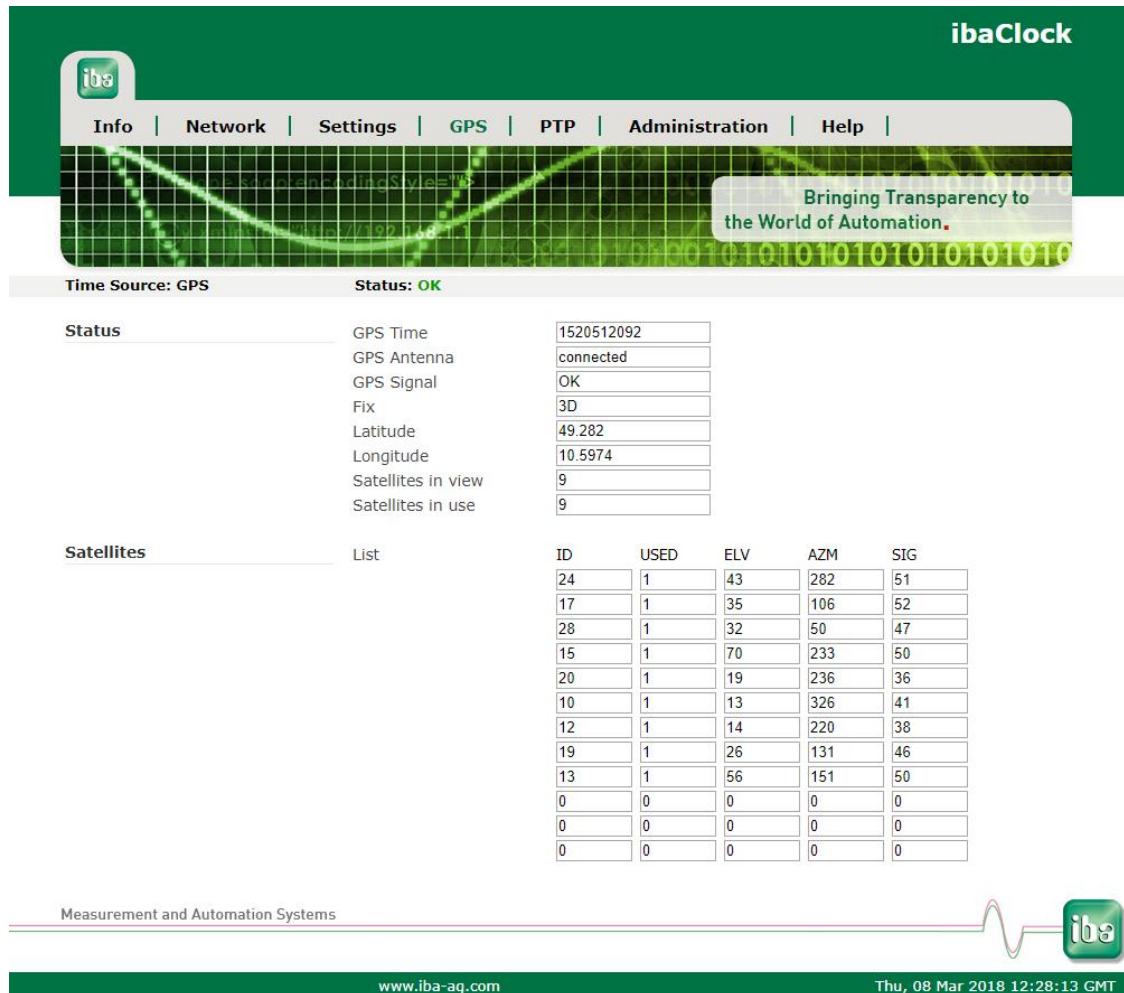 ibaClock
iba
Info | Network | Settings | GPS | PTP | Administration | Help |
Bringing Transparency to
the World of Automation.
01010101010101010
Time Source: GPS Status: OK
Status
GPS Time 1520512092
GPS Antenna connected
GPS Signal OK
Fix 3D
Latitude 49.282
Longitude 10.5974
Satellites in view 9
Satellites in use 9
Satellites List ID USED ELV AZM SIG
24 1 43 282 51
17 1 35 106 52
28 1 32 50 47
15 1 70 233 50
20 1 19 236 36
10 1 13 326 41
12 1 14 220 38
19 1 26 131 46
13 1 56 151 50
0 0 0 0 0
0 0 0 0 0
0 0 0 0 0
Measurement and Automation Systems
iba
www.iba-ag.com Thu, 08 Mar 2018 12:28:13 GMT